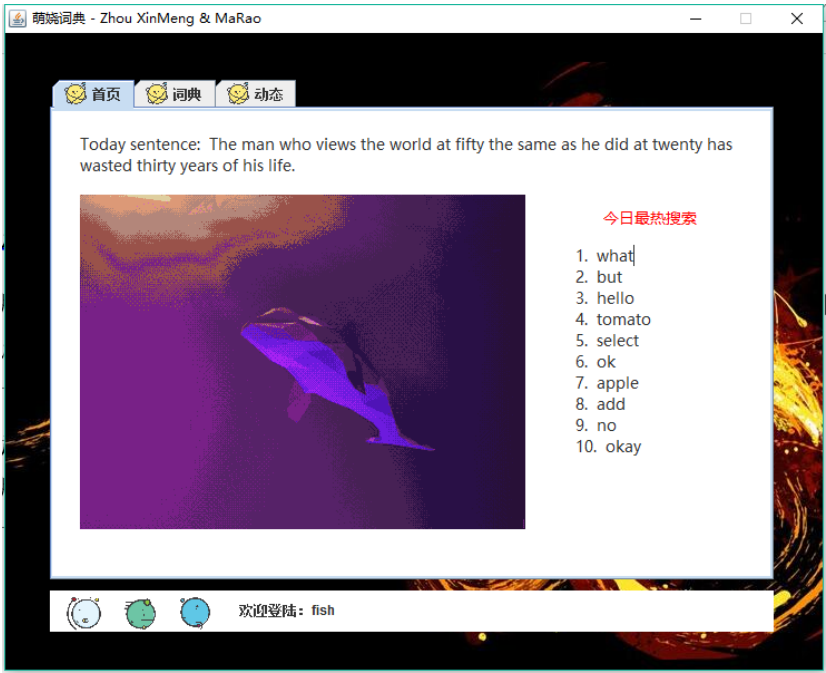 萌娆词典 - Zhou XinMeng & MaRao
首页 词典 动态
Today sentence: The man who views the world at fifty the same as he did at twenty has
wasted thirty years of his life.
今日最热搜索
1. what
2. but
3. hello
4. tomato
5. select
6. ok
7. apple
8. add
9. no
10. okay
欢迎登陆：fish